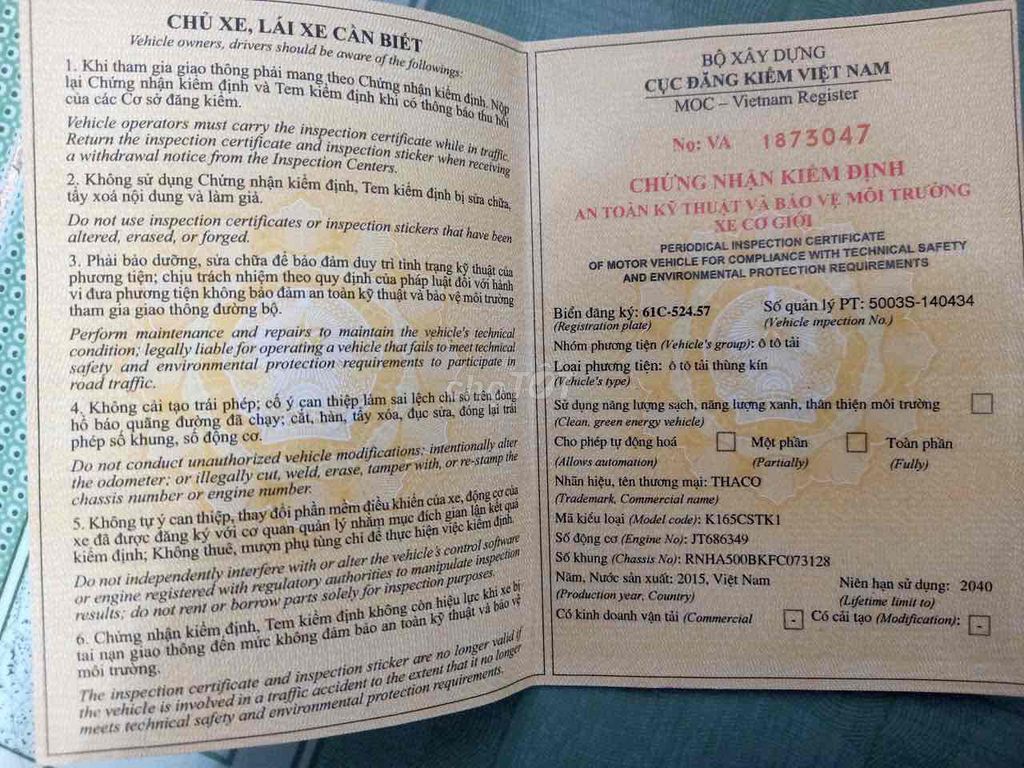 CHỦ XE, LÁI XE CẦN BIẾT
Vehicle owners, drivers should be aware of the followings:
1. Khi tham gia giao thông phải mang theo Chứng nhận kiểm định. Nộp
lại Chứng nhận kiểm định và Tem kiểm định khi có thông báo thu hồi
của các Cơ sở đăng kiểm.
Vehicle operators must carry the inspection certificate while in traffic.
Return the inspection certificate and inspection sticker when receiving
a withdrawal notice from the Inspection Centers.
2. Không sử dụng Chứng nhận kiểm định, Tem kiểm định bị sửa chữa,
tẩy xoá nội dung và làm giả.
Do not use inspection certificates or inspection stickers that have been
altered, erased, or forged.
3. Phải bảo dưỡng, sửa chữa để bảo đảm duy trì tình trạng kỹ thuật của
phương tiện; chịu trách nhiệm theo quy định của pháp luật đối với hành
vi đưa phương tiện không bảo đảm an toàn kỹ thuật và bảo vệ môi trường
tham gia giao thông đường bộ.
Perform maintenance and repairs to maintain the vehicle's technical
condition; legally liable for operating a vehicle that fails to meet technical
safety and environmental protection requirements to participate in
road traffic.
4. Không cải tạo trái phép; cố ý can thiệp làm sai lệch chỉ số trên đồng
hồ báo quãng đường đã chạy; cắt, hàn, tẩy xóa, đục sửa, đóng lại trái
phép số khung, số động cơ.
Do not conduct unauthorized vehicle modifications; intentionally alter
the odometer; or illegally cut, weld, erase, tamper with, or re-stamp the
chassis number or engine number.
5. Không tự ý can thiệp, thay đổi phần mềm điều khiển của xe, động cơ của
xe đã được đăng ký với cơ quan quản lý nhằm mục đích gian lận kết quả
kiểm định; Không thuê, mượn phụ tùng chỉ để thực hiện việc kiểm định.
Do not independently interfere with or alter the vehicle's control software
or engine registered with regulatory authorities to manipulate inspection
results; do not rent or borrow parts solely for inspection purposes.
6. Chứng nhận kiểm định, Tem kiểm định không còn hiệu lực khi xe bị
tai nạn giao thông đến mức không đảm bảo an toàn kỹ thuật và bảo vệ
môi trường.
The inspection certificate and inspection sticker are no longer valid if
the vehicle is involved in a traffic accident to the extent that it no longer
meets technical safety and environmental protection requirements.
BỘ XÂY DỰNG
CỤC ĐĂNG KIỂM VIỆT NAM
MOC – Vietnam Register
No: VA 1873047
CHỨNG NHẬN KIỂM ĐỊNH
AN TOÀN KỸ THUẬT VÀ BẢO VỆ MÔI TRƯỜNG
XE CƠ GIỚI
PERIODICAL INSPECTION CERTIFICATE
OF MOTOR VEHICLE FOR COMPLIANCE WITH TECHNICAL SAFETY
AND ENVIRONMENTAL PROTECTION REQUIREMENTS
Biển đăng ký: 61C-524.57 Số quản lý PT: 5003S-140434
(Registration plate) (Vehicle inpection No.)
Nhóm phương tiện (Vehicle's group): ô tô tải
Loại phương tiện: ô tô tải thùng kín
(Vehicle's type)
Sử dụng năng lượng sạch, năng lượng xanh, thân thiện môi trường
(Clean, green energy vehicle)
Cho phép tự động hoá Một phần Toàn phần
(Allows automation) (Partially) (Fully)
Nhãn hiệu, tên thương mại: THACO
(Trademark, Commercial name)
Mã kiểu loại (Model code): K165CSTK1
Số động cơ (Engine No): JT686349
Số khung (Chassis No): RNHA500BKFC073128
Năm, Nước sản xuất: 2015, Việt Nam Niên hạn sử dụng: 2040
(Production year, Country) (Lifetime limit to)
Có kinh doanh vận tải (Commercial - Có cải tạo (Modification): -
choTỐT